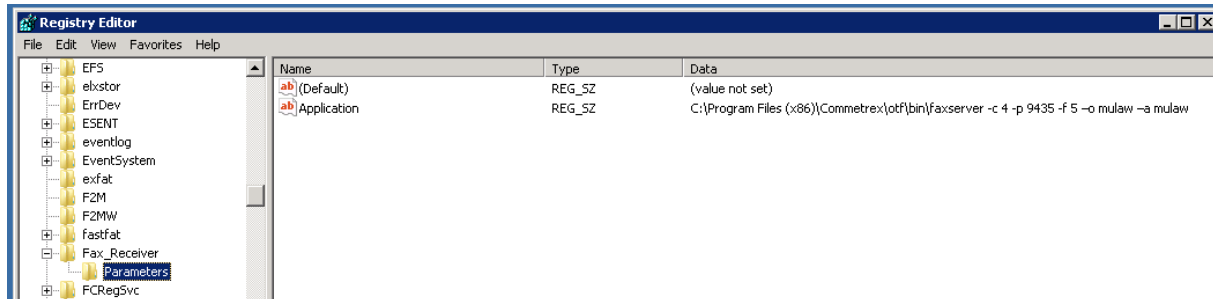 Registry Editor
File Edit View Favorites Help
EFS
elxstor
ErrDev
ESENT
eventlog
EventSystem
exfat
F2M
F2MW
fastfat
Fax_Receiver
Parameters
FCRegSvc
Name Type Data
ab (Default) REG_SZ (value not set)
ab Application REG_SZ C:\Program Files (x86)\Commetrex\otf\bin\faxserver -c 4 -p 9435 -f 5 –o mulaw –a mulaw